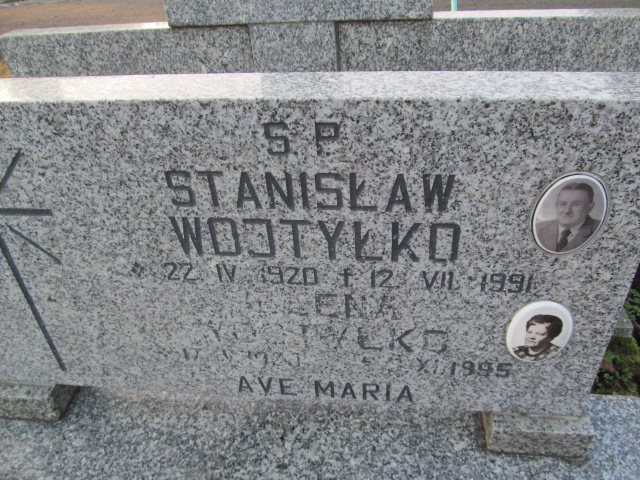 S P
STANISŁAW
WOJTYŁKO
* 22 IV 1920 † 12 VII 1991
XI 1995
AVE MARIA